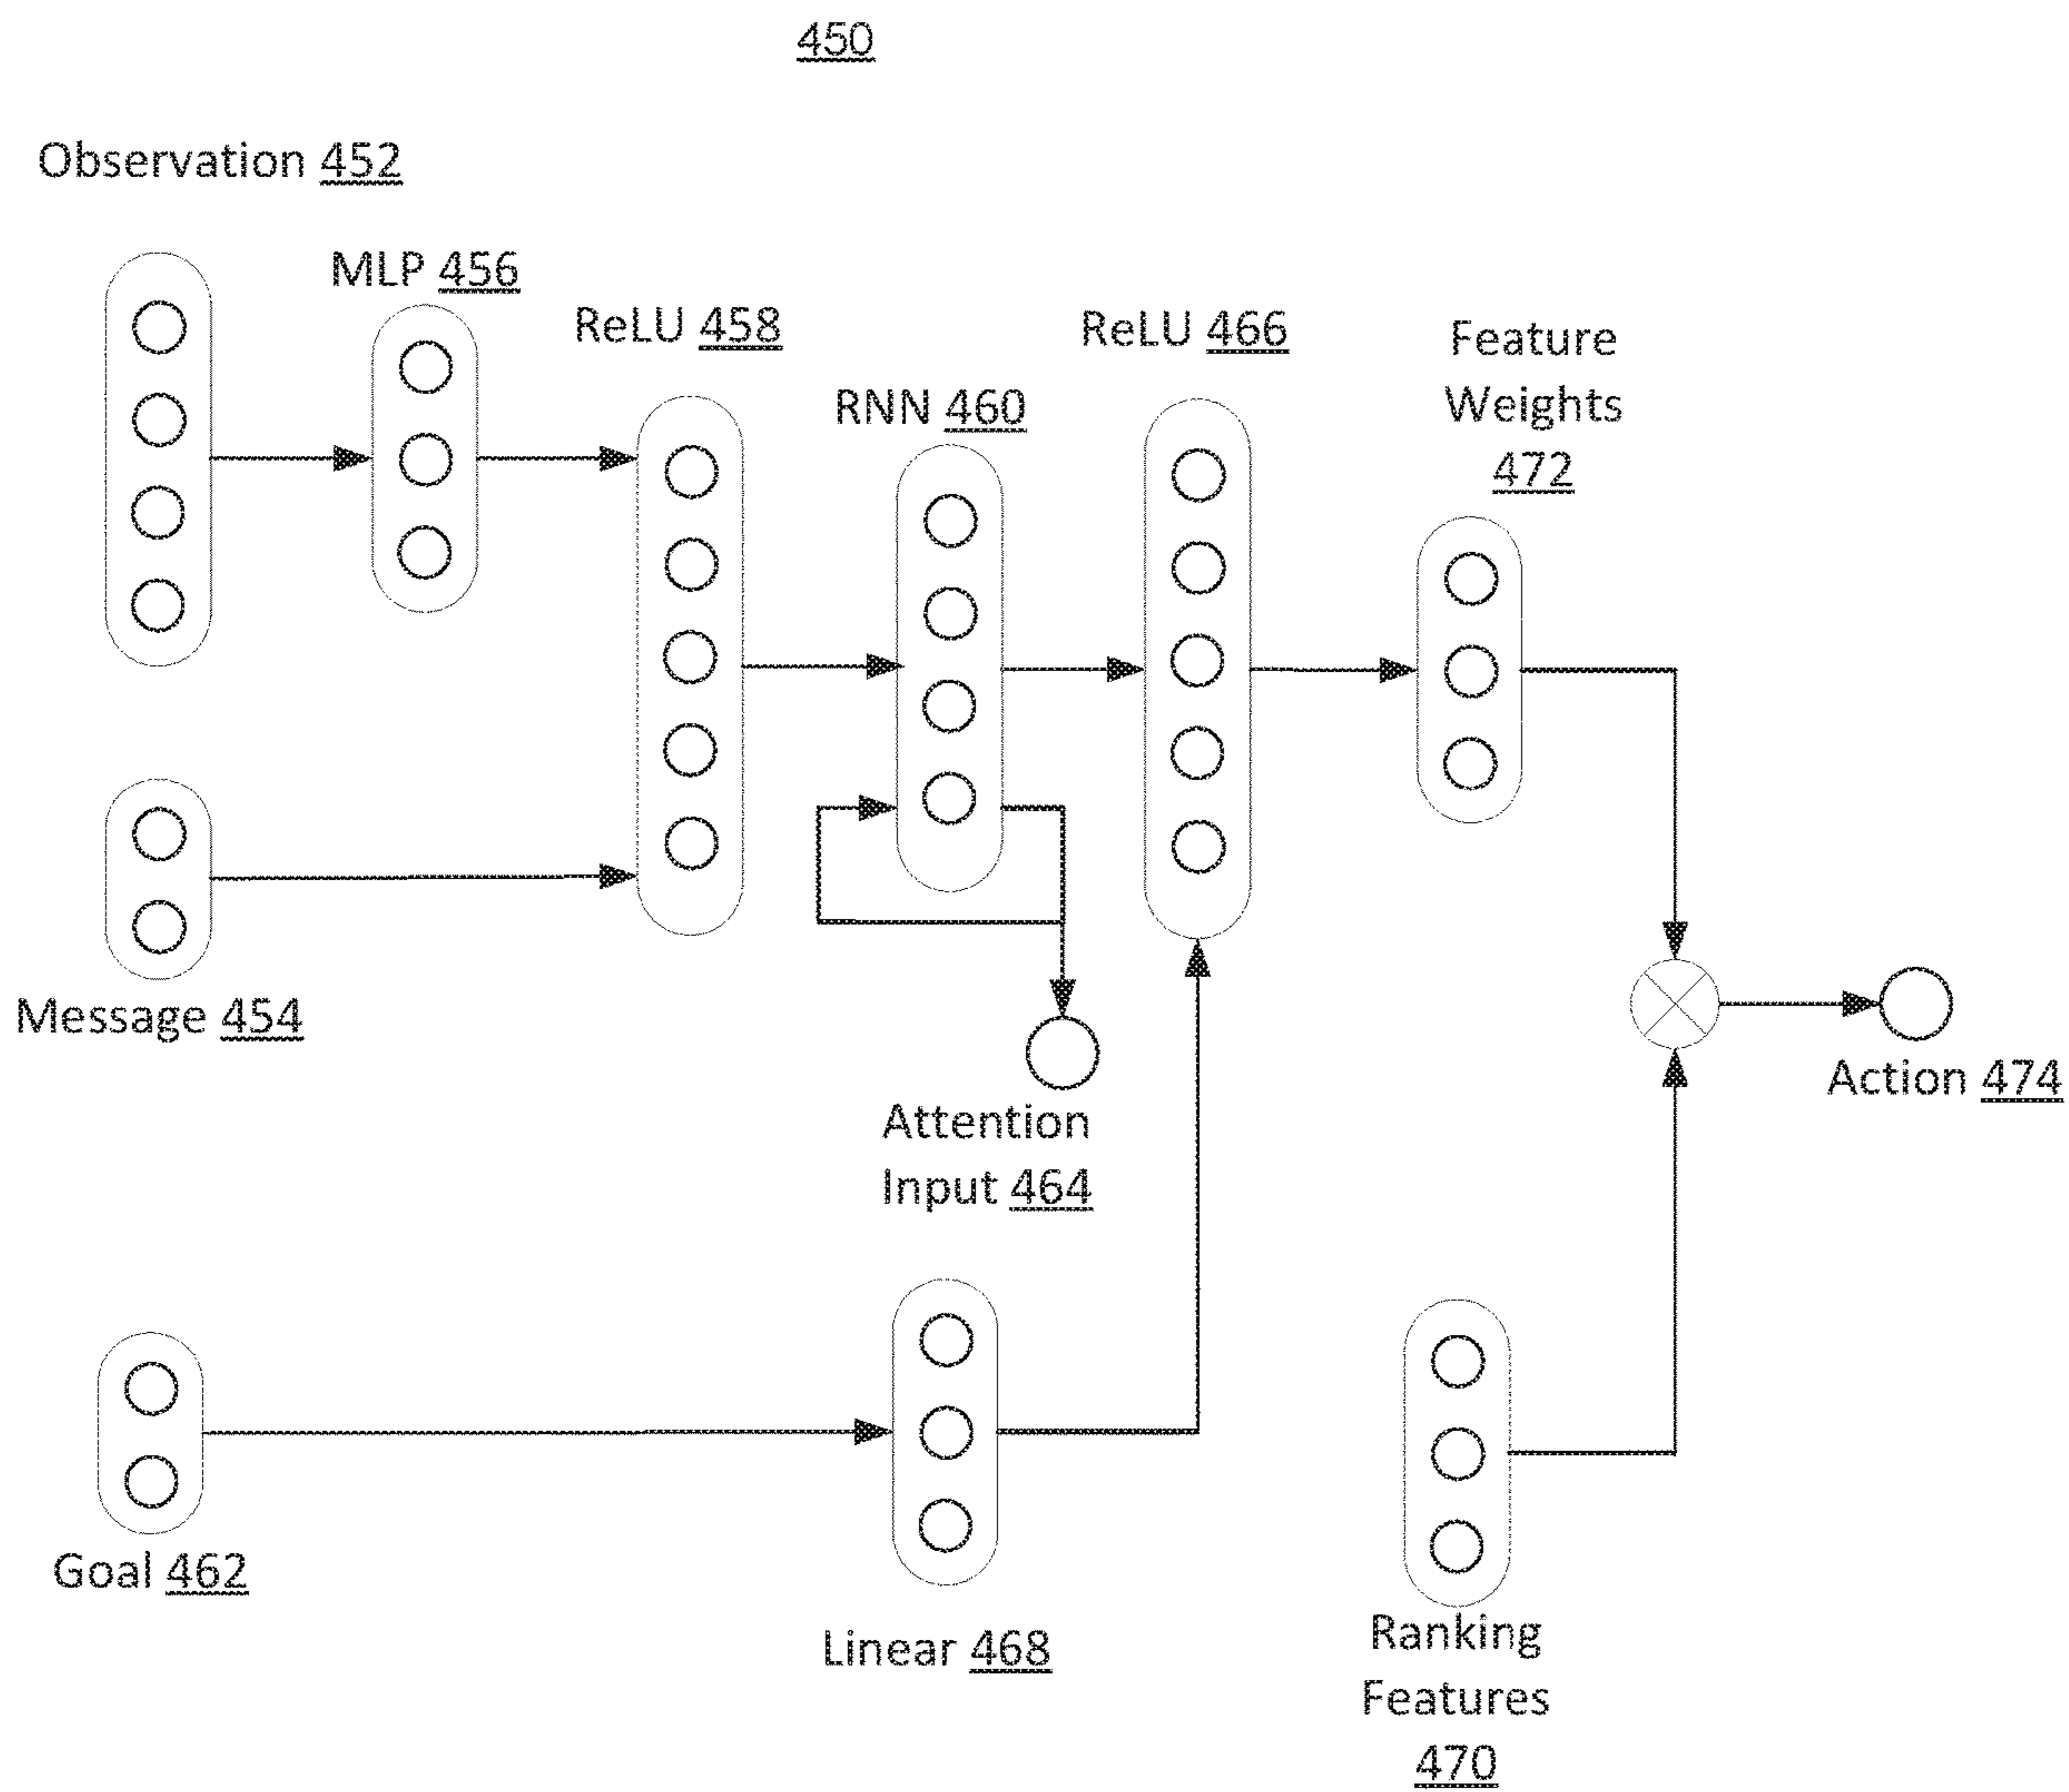 450
Observation 452
MLP 456
ReLU 458
RNN 460
ReLU 466
Feature
Weights
472
Message 454
Attention
Input 464
Action 474
Goal 462
Linear 468
Ranking
Features
470